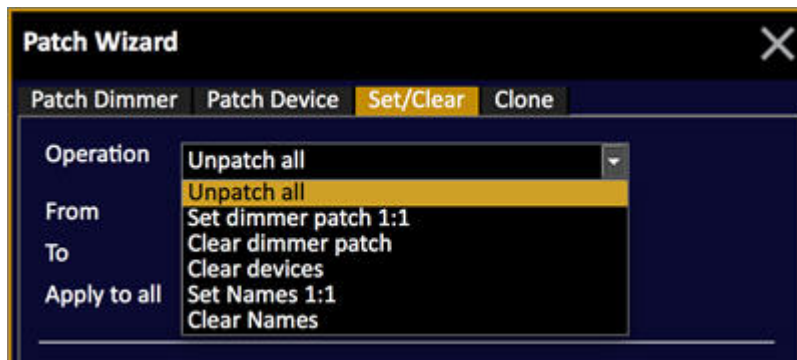 Patch Wizard
Patch Dimmer Patch Device Set/Clear Clone
Operation Unpatch all
Unpatch all
From Set dimmer patch 1:1
To Clear dimmer patch
Clear devices
Apply to all Set Names 1:1
Clear Names